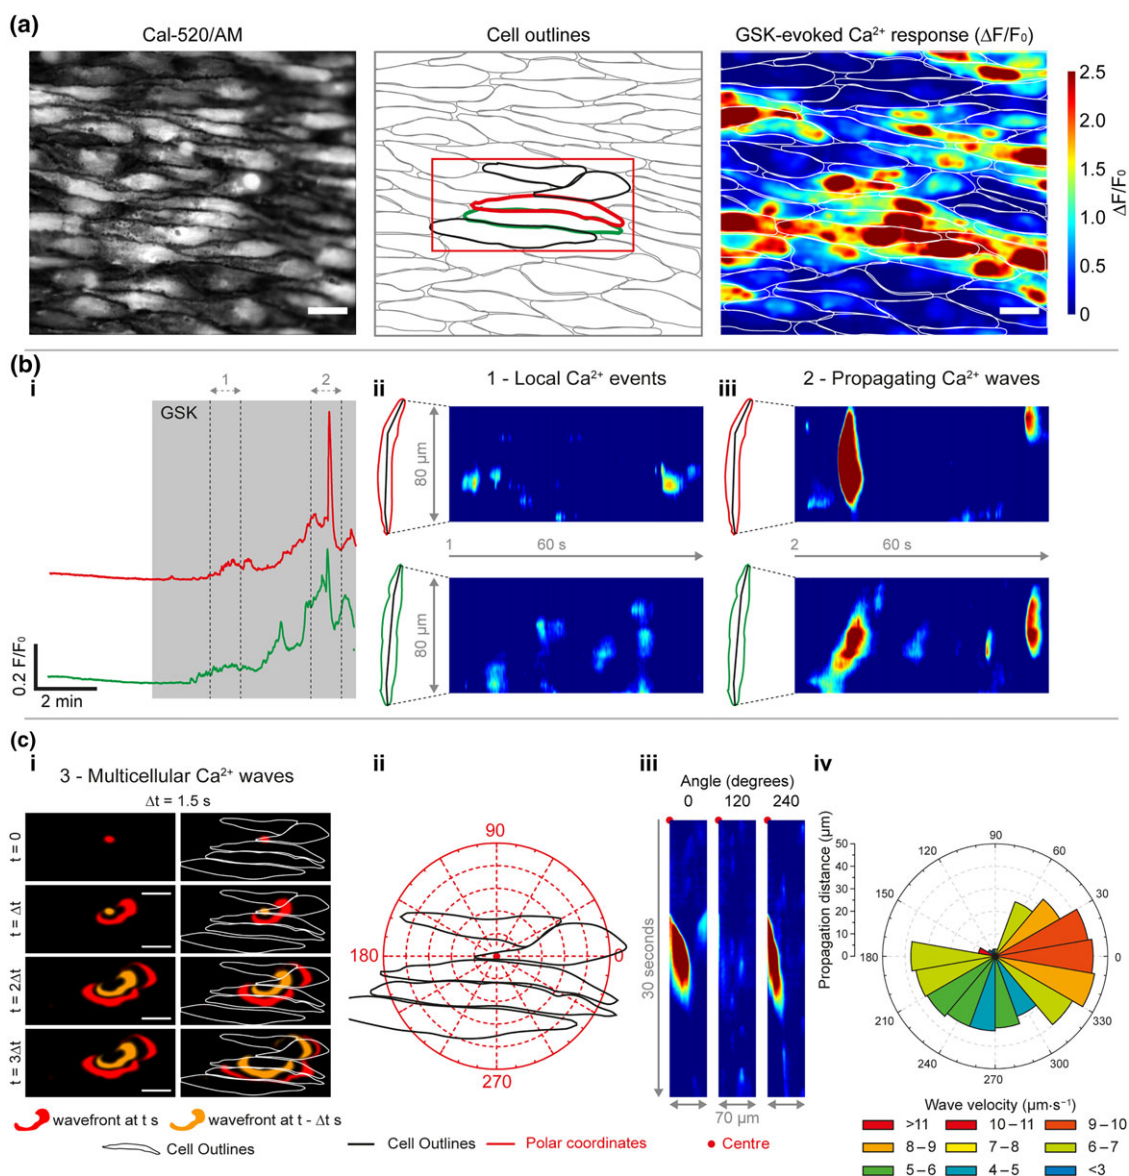 (a)
Cal-520/AM
Cell outlines
GSK-evoked Ca²⁺ response (ΔF/F₀)
2.5
2.0
1.5
1.0
0.5
0
ΔF/F₀
(b)
i
1
2
GSK
0.2 F/F₀
2 min
ii
1 - Local Ca²⁺ events
80 µm
1
60 s
80 µm
iii
2 - Propagating Ca²⁺ waves
2
60 s
(c)
i
3 - Multicellular Ca²⁺ waves
Δt = 1.5 s
t = 0
t = Δt
t = 2Δt
t = 3Δt
wavefront at t s
wavefront at t - Δt s
Cell Outlines
ii
90
180
0
270
Cell Outlines
Polar coordinates
Centre
iii
Angle (degrees)
0 120 240
30 seconds
70 µm
iv
Propagation distance (µm)
50
40
30
20
10
0
90
120
60
150
30
180
0
210
330
240
300
270
Wave velocity (µm·s⁻¹)
>11 10–11 9–10
8–9 7–8 6–7
5–6 4–5 <3